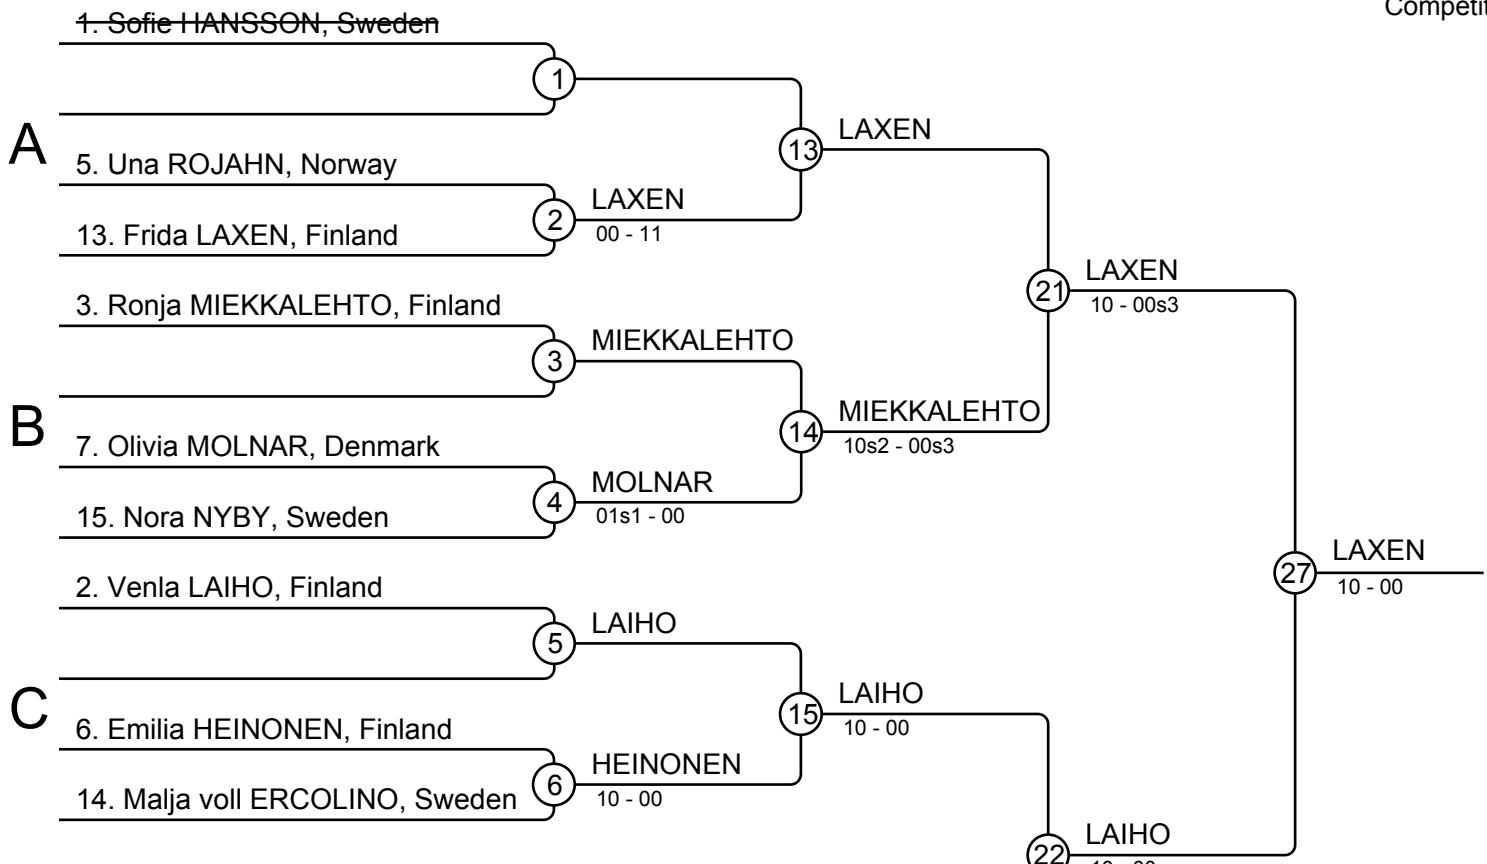 Competit
1. Sofie HANSSON, Sweden
1
A
13
LAXEN
5. Una ROJAHN, Norway
2
LAXEN
00 - 11
13. Frida LAXEN, Finland
21
LAXEN
10 - 00s3
3. Ronja MIEKKALEHTO, Finland
3
MIEKKALEHTO
B
14
MIEKKALEHTO
10s2 - 00s3
7. Olivia MOLNAR, Denmark
4
MOLNAR
01s1 - 00
15. Nora NYBY, Sweden
27
LAXEN
10 - 00
2. Venla LAIHO, Finland
5
LAIHO
C
15
LAIHO
10 - 00
6. Emilia HEINONEN, Finland
6
HEINONEN
10 - 00
14. Malja voll ERCOLINO, Sweden
22
LAIHO